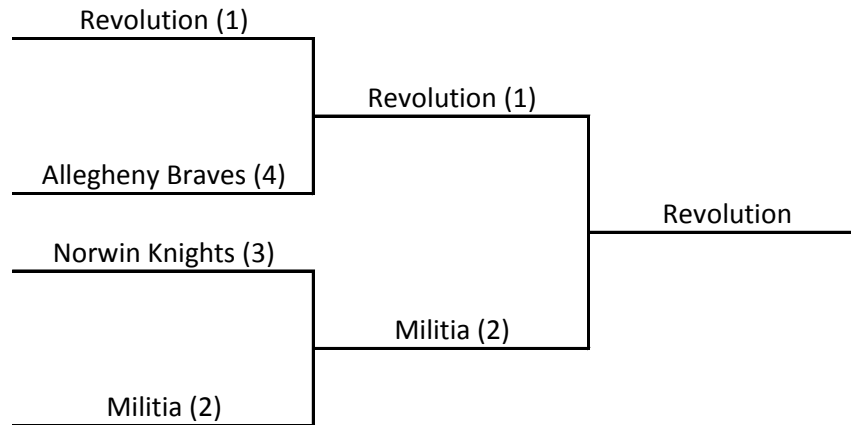 Revolution (1)
Revolution (1)
Allegheny Braves (4)
Revolution
Norwin Knights (3)
Militia (2)
Militia (2)